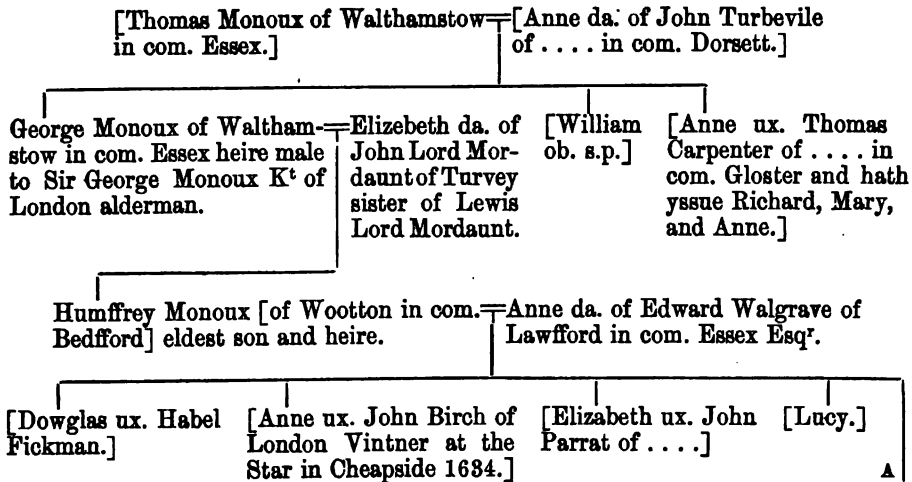 [Thomas Monoux of Walthamstow
in com. Essex.]
[Anne da. of John Turbevile
of . . . . in com. Dorsett.]
George Monoux of Waltham-
stow in com. Essex heire male
to Sir George Monoux Kᵗ of
London alderman.
Elizebeth da. of
John Lord Mor-
daunt of Turvey
sister of Lewis
Lord Mordaunt.
[William
ob. s.p.]
[Anne ux. Thomas
Carpenter of . . . . in
com. Gloster and hath
yssue Richard, Mary,
and Anne.]
Humffrey Monoux [of Wootton in com.
Bedfford] eldest son and heire.
Anne da. of Edward Walgrave of
Lawfford in com. Essex Esqʳ.
[Dowglas ux. Habel
Fickman.]
[Anne ux. John Birch of
London Vintner at the
Star in Cheapside 1634.]
[Elizabeth ux. John
Parrat of . . . .]
[Lucy.]
A